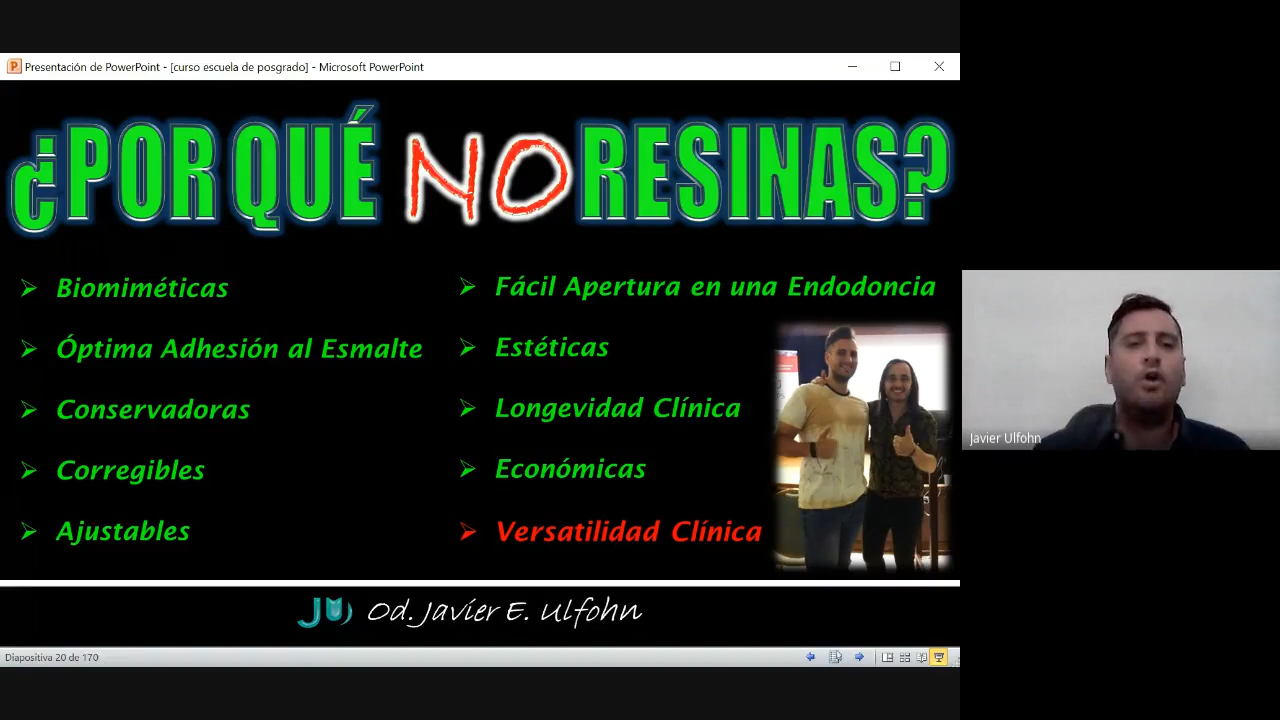 Presentación de PowerPoint - [curso escuela de posgrado] - Microsoft PowerPoint
¿POR QUÉ NO RESINAS?
Biomiméticas
Óptima Adhesión al Esmalte
Conservadoras
Corregibles
Ajustables
Fácil Apertura en una Endodoncia
Estéticas
Longevidad Clínica
Económicas
Versatilidad Clínica
JU Od. Javier E. Ulfohn
Diapositiva 20 de 170
Javier Ulfohn